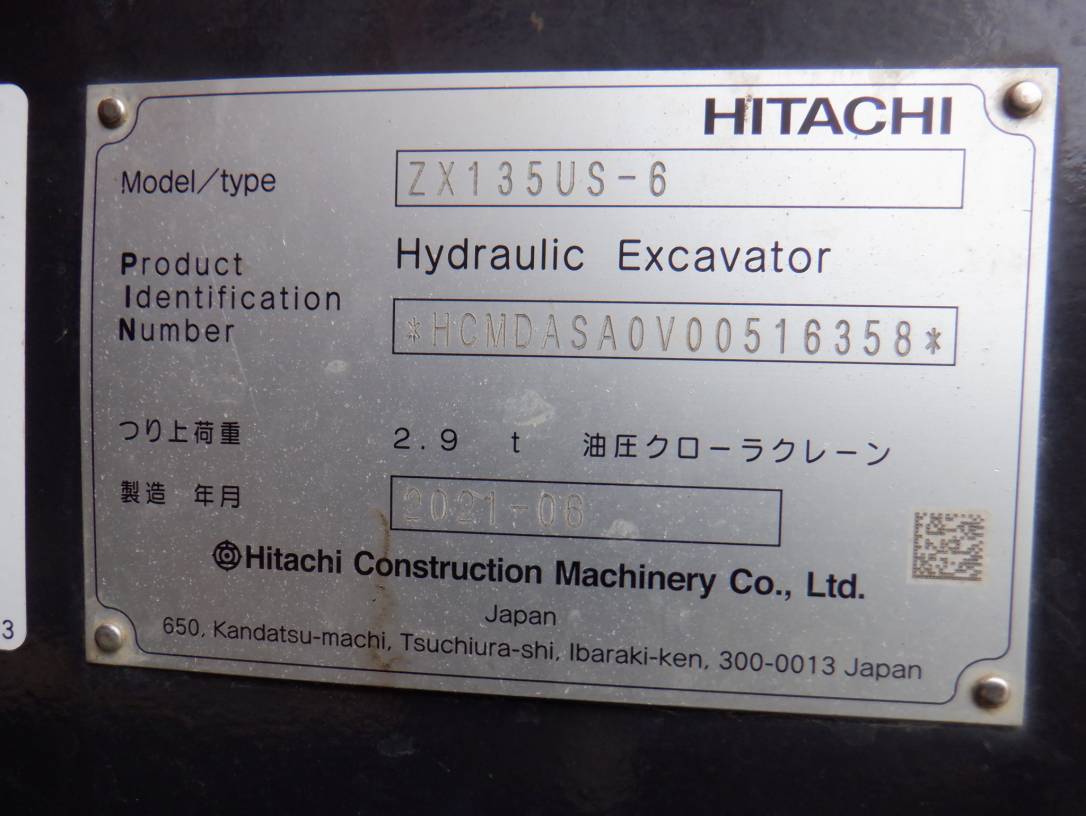 HITACHI
Model/type ZX135US-6
Hydraulic Excavator
Product
Identification
Number *HCMDASA0V00516358*
つり上荷重 2.9 t 油圧クローラクレーン
製造 年月 2021-06
Hitachi Construction Machinery Co., Ltd.
Japan
650, Kandatsu-machi, Tsuchiura-shi, Ibaraki-ken, 300-0013 Japan
3